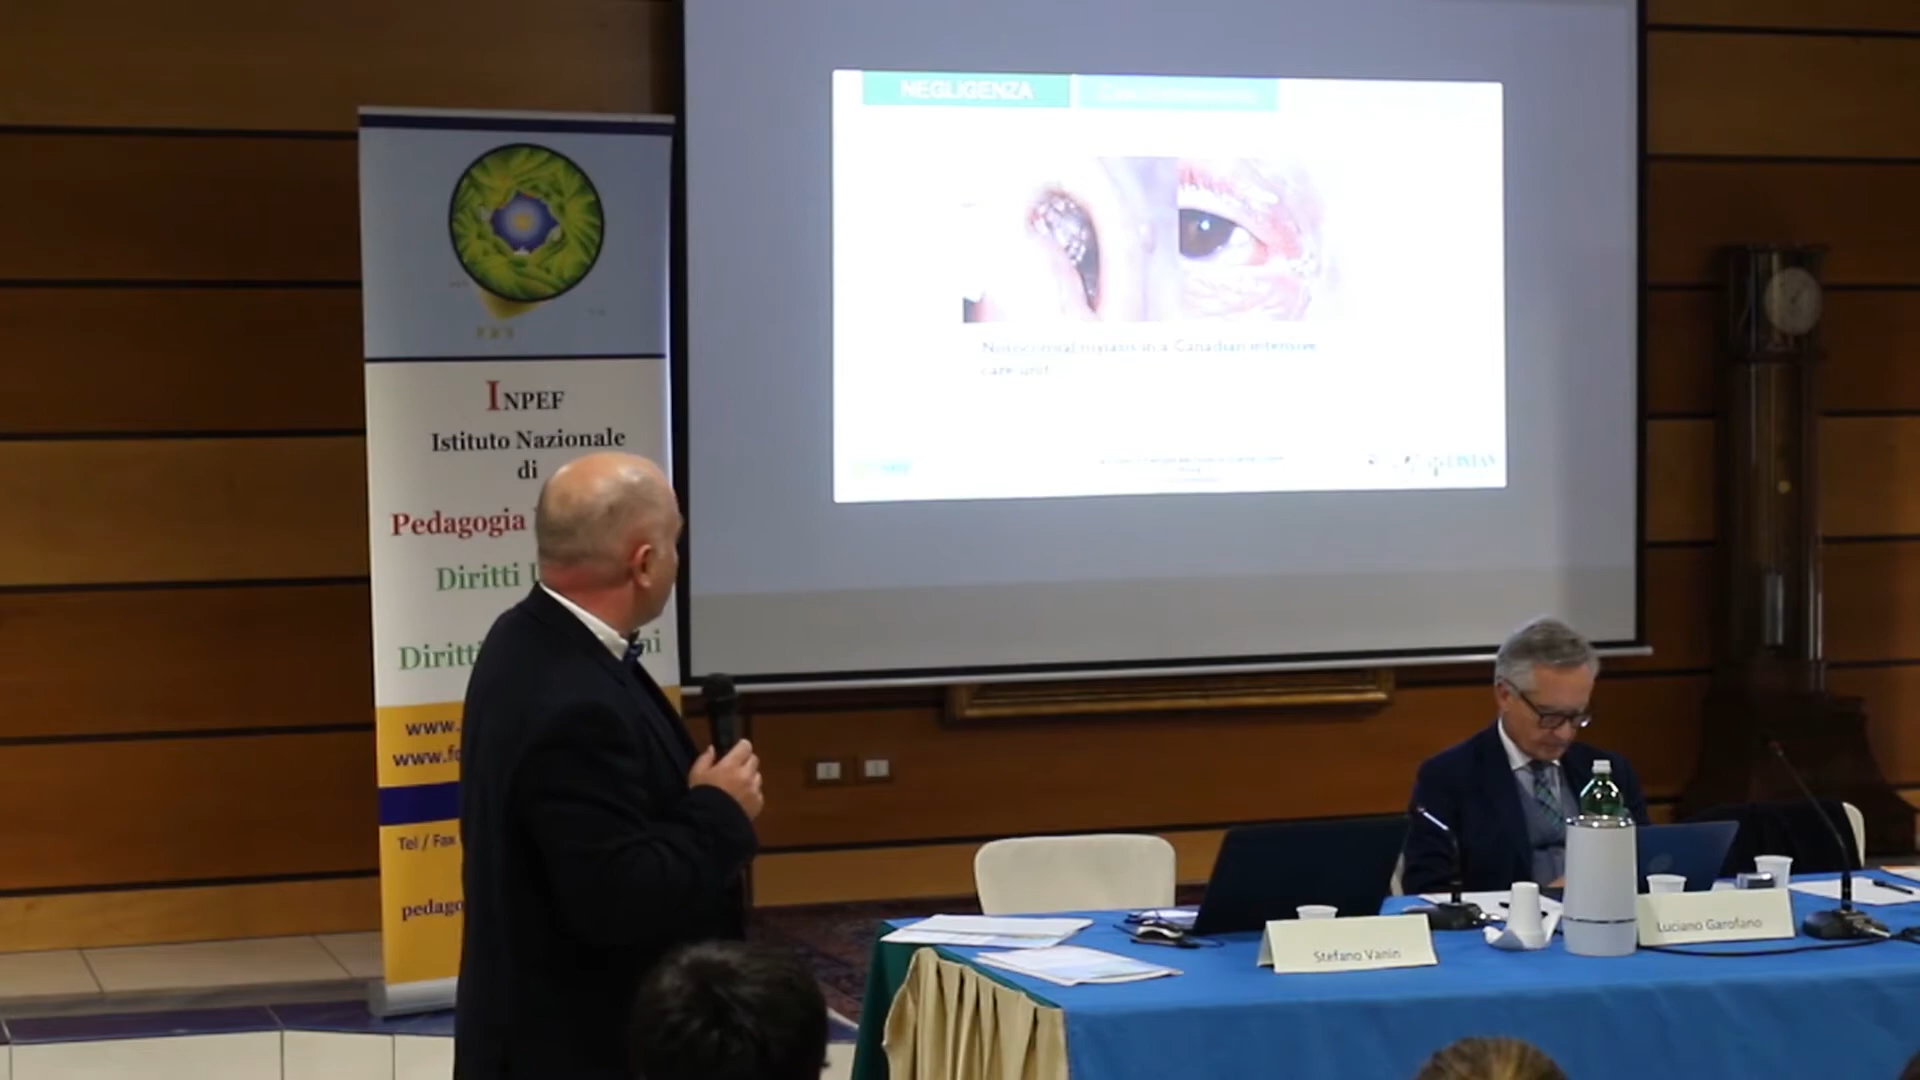 NEGLIGENZA
Nosocomial myiasis in a Canadian intensive
care unit
INPEF
Istituto Nazionale
di
Pedagogia
Diritti
Diritti
www.
www.fo
Tel / Fax
pedago
Stefano Vanin
Luciano Garofano